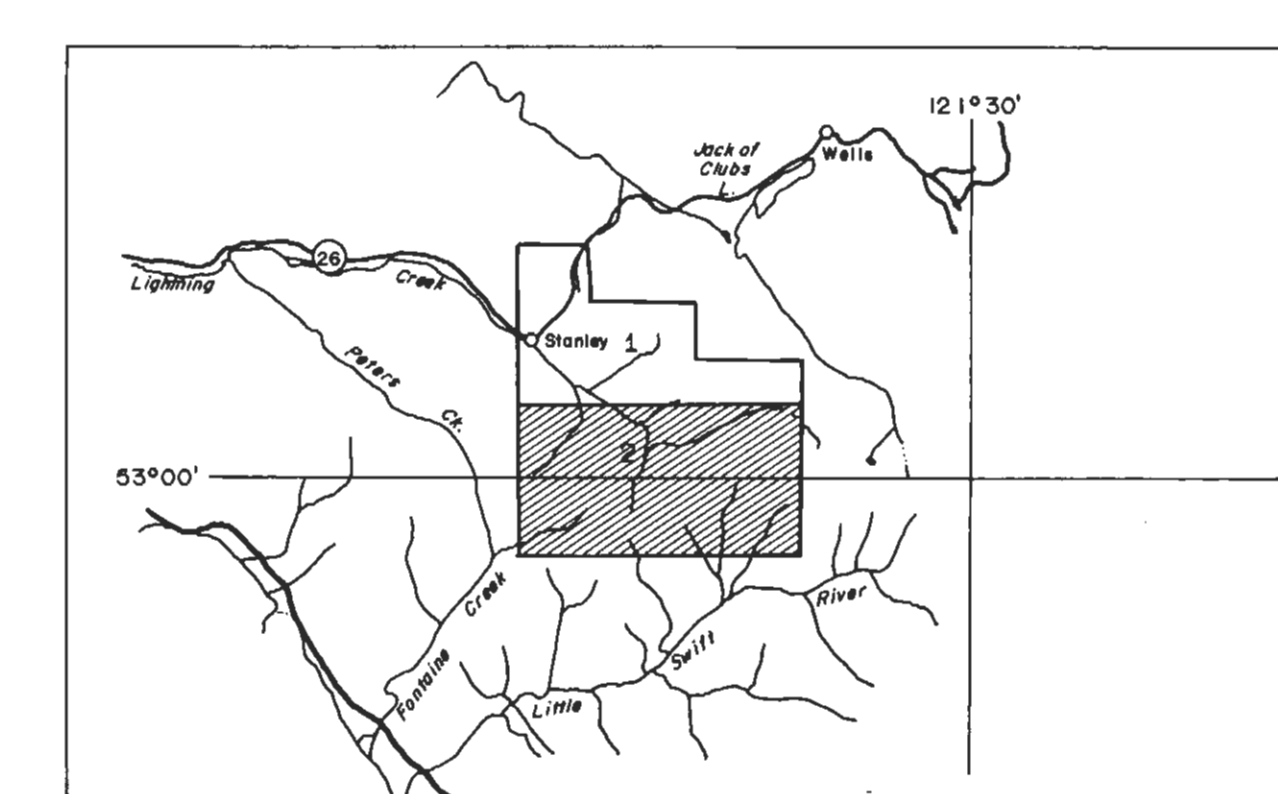 121°30'
Jack of
Clubs
L.
Wells
26
Lightning
Creek
Stanley
1
Peters
Ck.
2
53°00'
Creek
River
Swift
Fontaine
Little